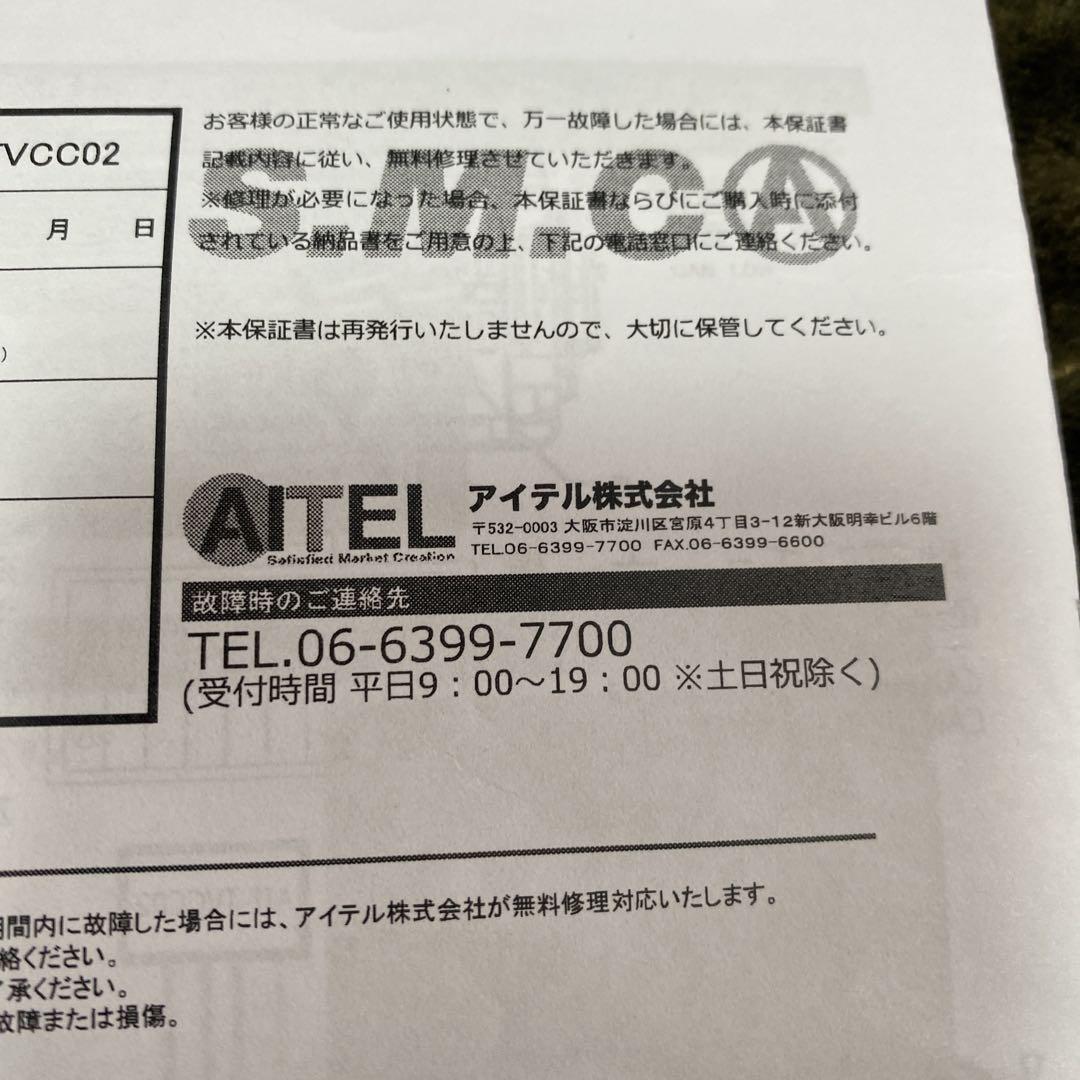 TVCC02
月 日
)
お客様の正常なご使用状態で、万一故障した場合には、本保証書
記載内容に従い、無料修理させていただきます。
※修理が必要になった場合、本保証書ならびにご購入時に添付
されている納品書をご用意の上、下記の電話窓口にご連絡ください。
S.M.C A
※本保証書は再発行いたしませんので、大切に保管してください。
AITEL
Satisfied Market Creation
アイテル株式会社
〒532-0003 大阪市淀川区宮原4丁目3-12新大阪明幸ビル6階
TEL.06-6399-7700 FAX.06-6399-6600
故障時のご連絡先
TEL.06-6399-7700
(受付時間 平日9:00〜19:00 ※土日祝除く)
期間内に故障した場合には、アイテル株式会社が無料修理対応いたします。
絡ください。
了承ください。
故障または損傷。